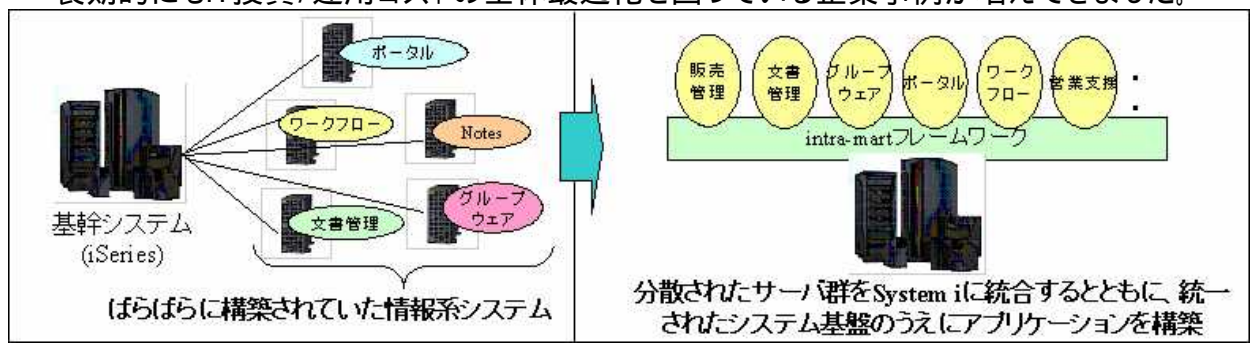 長期的にもIT投資/運用コストの全体最適化を図っている企業事例が増えてきました。
ポータル
ワークフロー
Notes
文書管理
グループ
ウェア
基幹システム
(iSeries)
ばらばらに構築されていた情報系システム
販売
管理
文書
管理
グループ
ウェア
ポータル
ワーク
フロー
営業支援
:
intra-martフレームワーク
分散されたサーバ群をSystem iに統合するとともに、統一
されたシステム基盤のうえにアプリケーションを構築